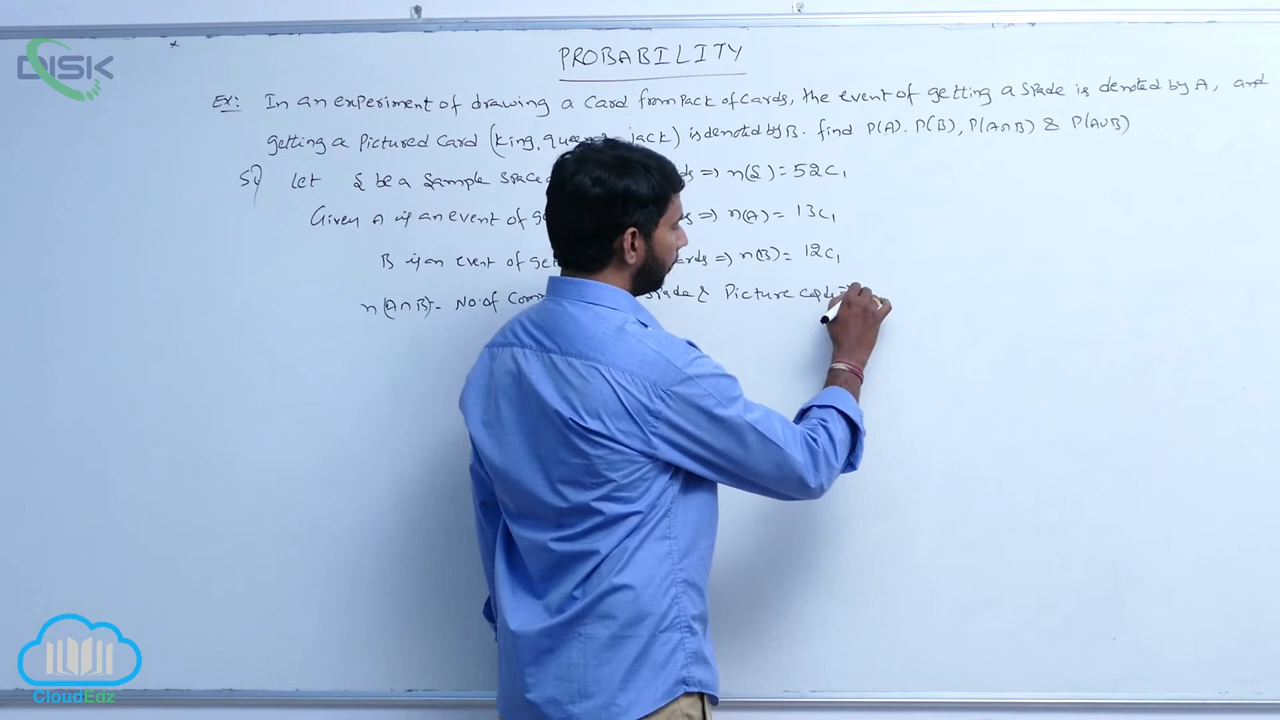 DISK
PROBABILITY
Ex: In an experiment of drawing a card from pack of cards, the event of getting a spade is denoted by A, and
getting a pictured card (king, queen jack) is denoted by B. find P(A). P(B), P(A∩B) & P(A∪B)
Sol Let S be a sample space => n(S) = 52C₁
Given A is an event of => n(A) = 13C₁
B is an event of => n(B) = 12C₁
n(A∩B) = No. of spade & Picture cards =
CloudEdz